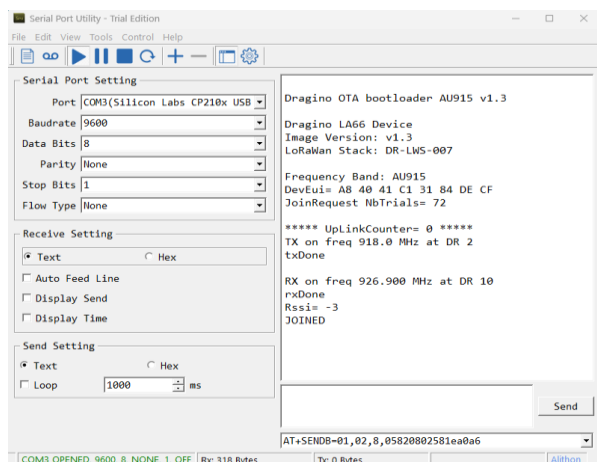 Serial Port Utility - Trial Edition
File Edit View Tools Control Help
Serial Port Setting
Port COM3(Silicon Labs CP210x USB
Baudrate 9600
Data Bits 8
Parity None
Stop Bits 1
Flow Type None
Receive Setting
Text Hex
Auto Feed Line
Display Send
Display Time
Send Setting
Text Hex
Loop 1000 ms
Dragino OTA bootloader AU915 v1.3
Dragino LA66 Device
Image Version: v1.3
LoRaWan Stack: DR-LWS-007
Frequency Band: AU915
DevEui= A8 40 41 C1 31 84 DE CF
JoinRequest NbTrials= 72
***** UpLinkCounter= 0 *****
TX on freq 918.0 MHz at DR 2
txDone
RX on freq 926.900 MHz at DR 10
rxDone
Rssi= -3
JOINED
Send
AT+SENDB=01,02,8,05820802581ea0a6
COM3 OPENED, 9600, 8, NONE, 1, OFF Rx: 318 Bytes Tx: 0 Bytes Alithon